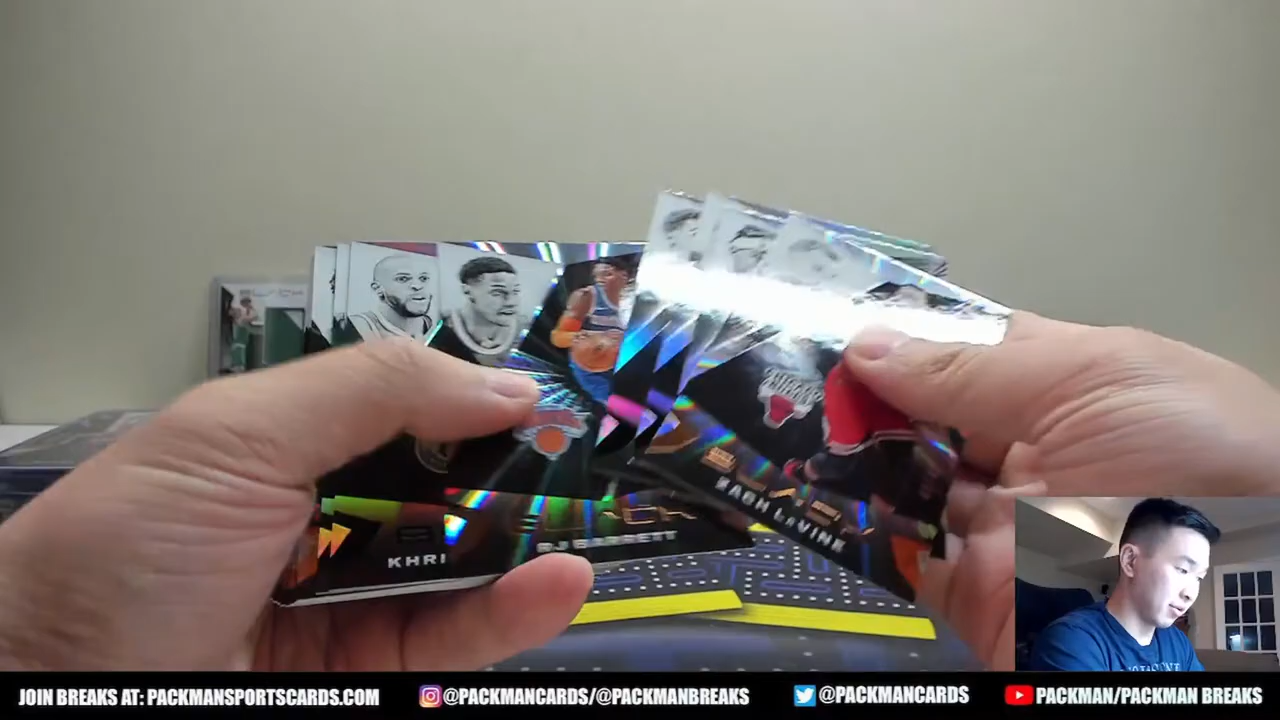 KHRI
RJ BARRETT
ZACH LaVINE
JOIN BREAKS AT: PACKMANSPORTSCARDS.COM
@PACKMANCARDS/@PACKMANBREAKS
@PACKMANCARDS
PACKMAN/PACKMAN BREAKS